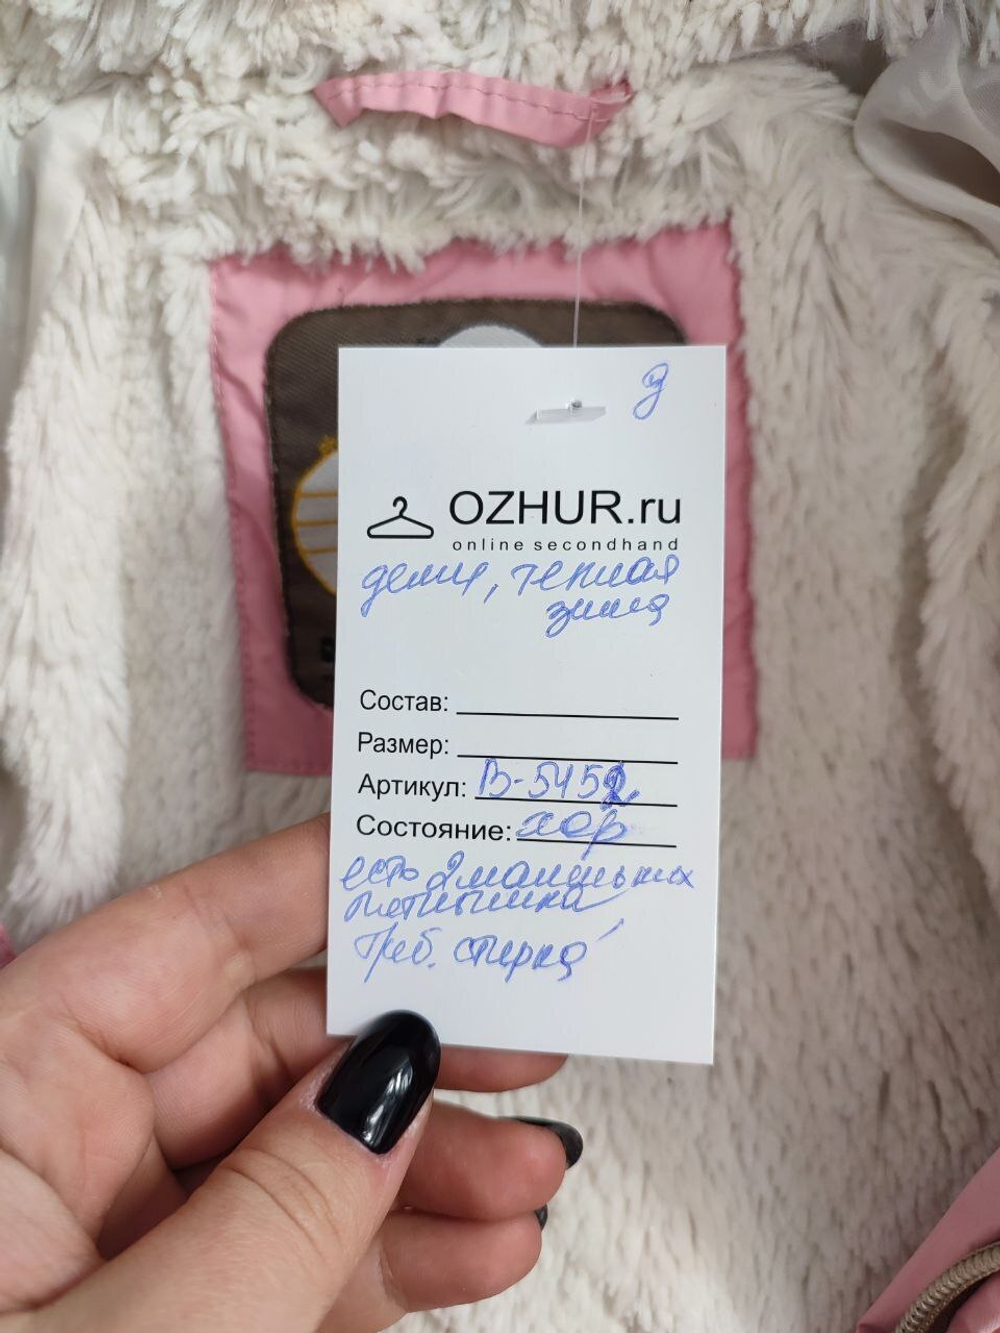 д
OZHUR.ru
online secondhand
деми, теплая
зима
Состав:
Размер:
Артикул: В-5452
Состояние: хор
есть 2 маленьких
пятнышка
треб. стирка